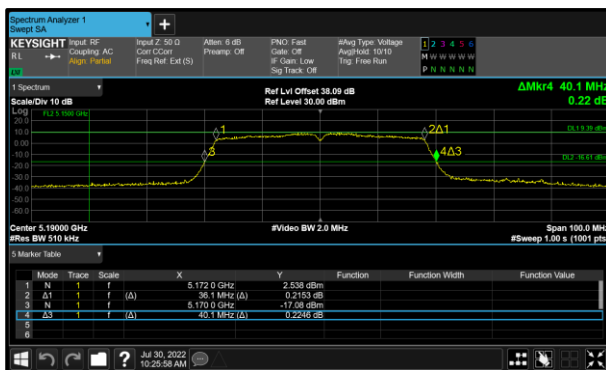 Spectrum Analyzer 1
Swept SA
+
KEYSIGHT Input: RF Input Z: 50 Ω Atten: 6 dB PNO: Fast #Avg Type: Voltage 1 2 3 4 5 6
RL Coupling: AC Corr CCorr Preamp: Off Gate: Off Avg|Hold: 10/10 M W W W W W
Align: Partial Freq Ref: Ext (S) IF Gain: Low Trig: Free Run
Sig Track: Off P N N N N N
1 Spectrum Ref Lvl Offset 38.09 dB ΔMkr4 40.1 MHz
Scale/Div 10 dB Ref Level 30.00 dBm 0.22 dB
Log
20.0
10.0 1 2Δ1
0.00
-10.0 3 4Δ3
-20.0
-30.0
-40.0
-50.0
-60.0
Center 5.19000 GHz #Video BW 2.0 MHz Span 100.0 MHz
#Res BW 510 kHz #Sweep 1.00 s (1001 pts)
5 Marker Table
Mode Trace Scale X Y Function Function Width Function Value
1 N 1 f 5.172 0 GHz 2.538 dBm
2 Δ1 1 f (Δ) 36.1 MHz (Δ) 0.2153 dB
3 N 1 f 5.170 0 GHz -17.08 dBm
4 Δ3 1 f (Δ) 40.1 MHz (Δ) 0.2246 dB
5
6
? Jul 30, 2022
10:25:58 AM